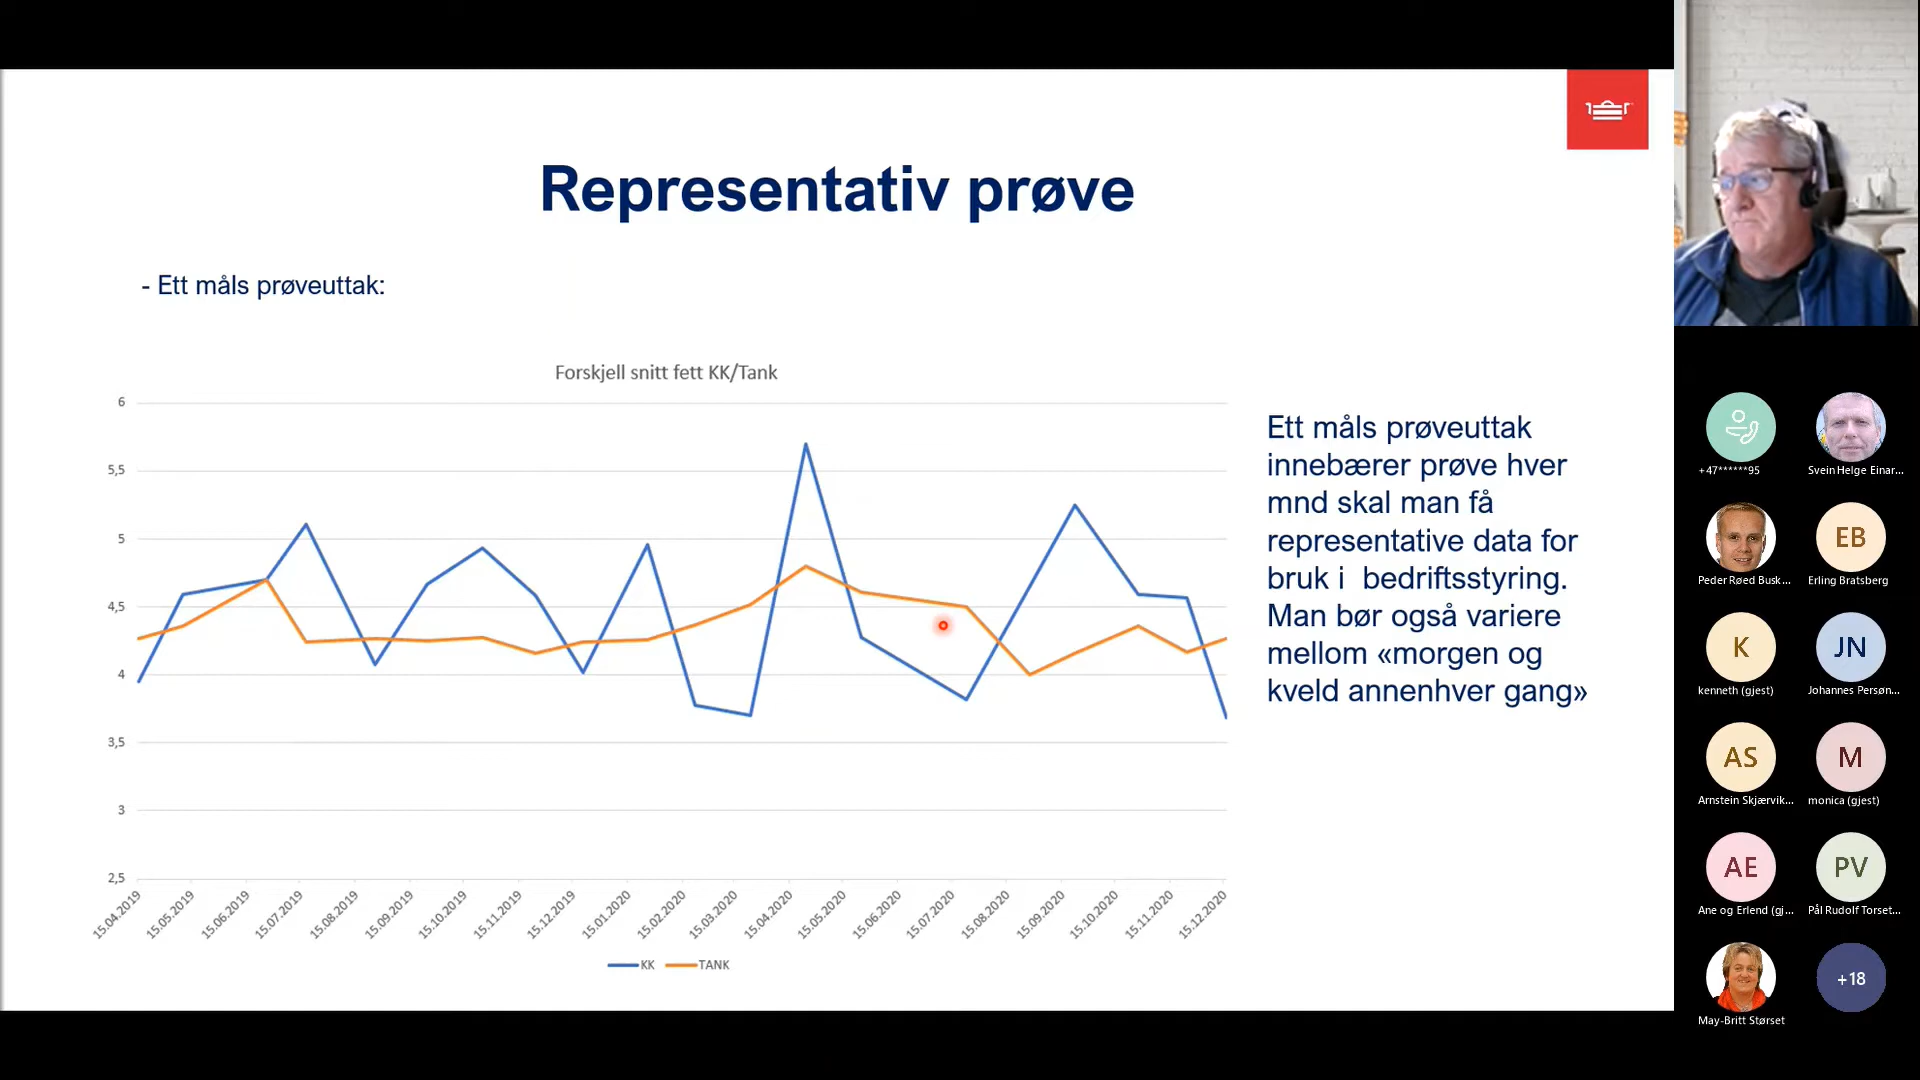 Representativ prøve
- Ett måls prøveuttak:
Forskjell snitt fett KK/Tank
6
5,5
5
4,5
4
3,5
3
2,5
15.04.2019
15.05.2019
15.06.2019
15.07.2019
15.08.2019
15.09.2019
15.10.2019
15.11.2019
15.12.2019
15.01.2020
15.02.2020
15.03.2020
15.04.2020
15.05.2020
15.06.2020
15.07.2020
15.08.2020
15.09.2020
15.10.2020
15.11.2020
15.12.2020
KK TANK
Ett måls prøveuttak
innebærer prøve hver
mnd skal man få
representative data for
bruk i bedriftsstyring.
Man bør også variere
mellom «morgen og
kveld annenhver gang»
+47******95
Svein Helge Einar...
Peder Røed Busk...
EB
Erling Bratsberg
K
kenneth (gjest)
JN
Johannes Persøn...
AS
Arnstein Skjærvik...
M
monica (gjest)
AE
Ane og Erlend (gj...
PV
Pål Rudolf Torset...
May-Britt Størset
+18